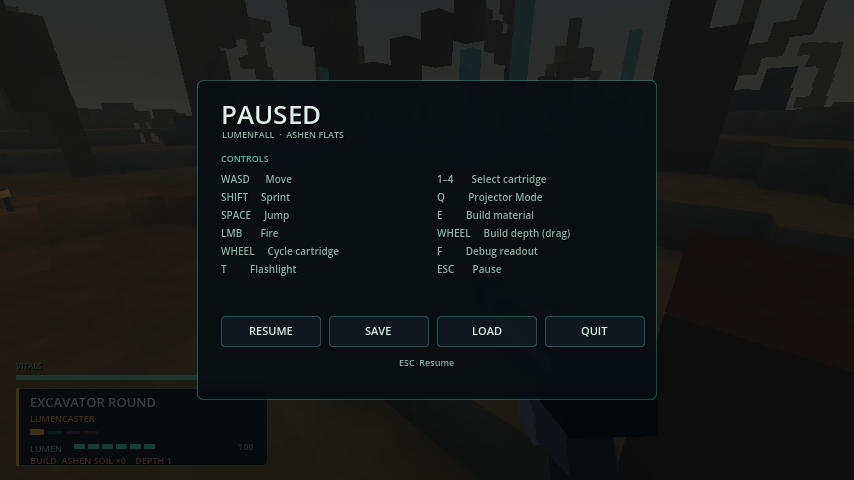 PAUSED
LUMENFALL · ASHEN FLATS
CONTROLS
WASD Move
SHIFT Sprint
SPACE Jump
LMB Fire
WHEEL Cycle cartridge
T Flashlight
1–4 Select cartridge
Q Projector Mode
E Build material
WHEEL Build depth (drag)
F Debug readout
ESC Pause
RESUME SAVE LOAD QUIT
ESC Resume
VITALS
EXCAVATOR ROUND
LUMENCASTER
LUMEN 100
BUILD ASHEN SOIL ×0 DEPTH 1